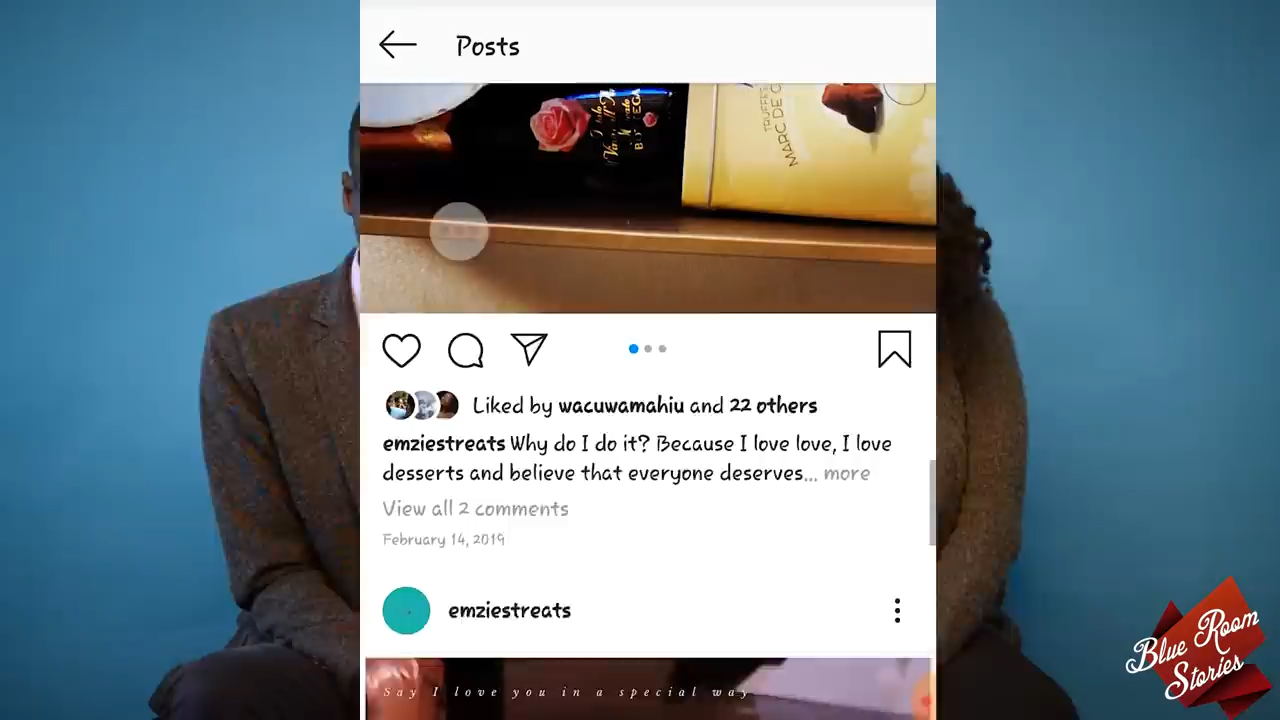 Posts
MARC DE
Liked by wacuwamahiu and 22 others
emziestreats Why do I do it? Because I love love, I love
desserts and believe that everyone deserves... more
View all 2 comments
February 14, 2019
emziestreats
Say I love you in a special way
Blue Room
Stories